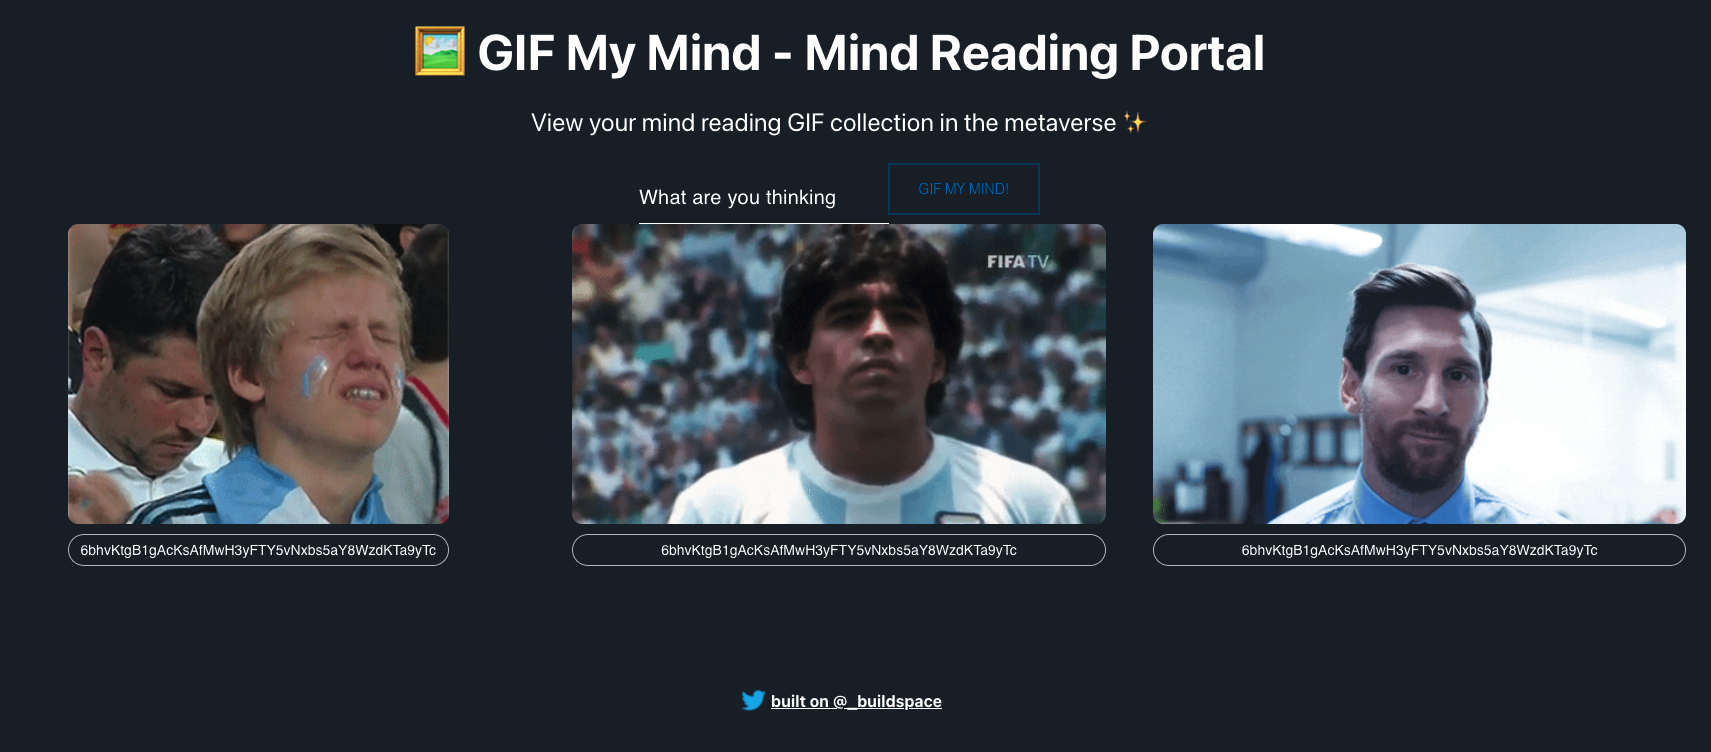 GIF My Mind - Mind Reading Portal
View your mind reading GIF collection in the metaverse ✨
What are you thinking
GIF MY MIND!
FIFA TV
6bhvKtgB1gAcKsAfMwH3yFTY5vNxbs5aY8WzdKTa9yTc
6bhvKtgB1gAcKsAfMwH3yFTY5vNxbs5aY8WzdKTa9yTc
6bhvKtgB1gAcKsAfMwH3yFTY5vNxbs5aY8WzdKTa9yTc
built on @_buildspace